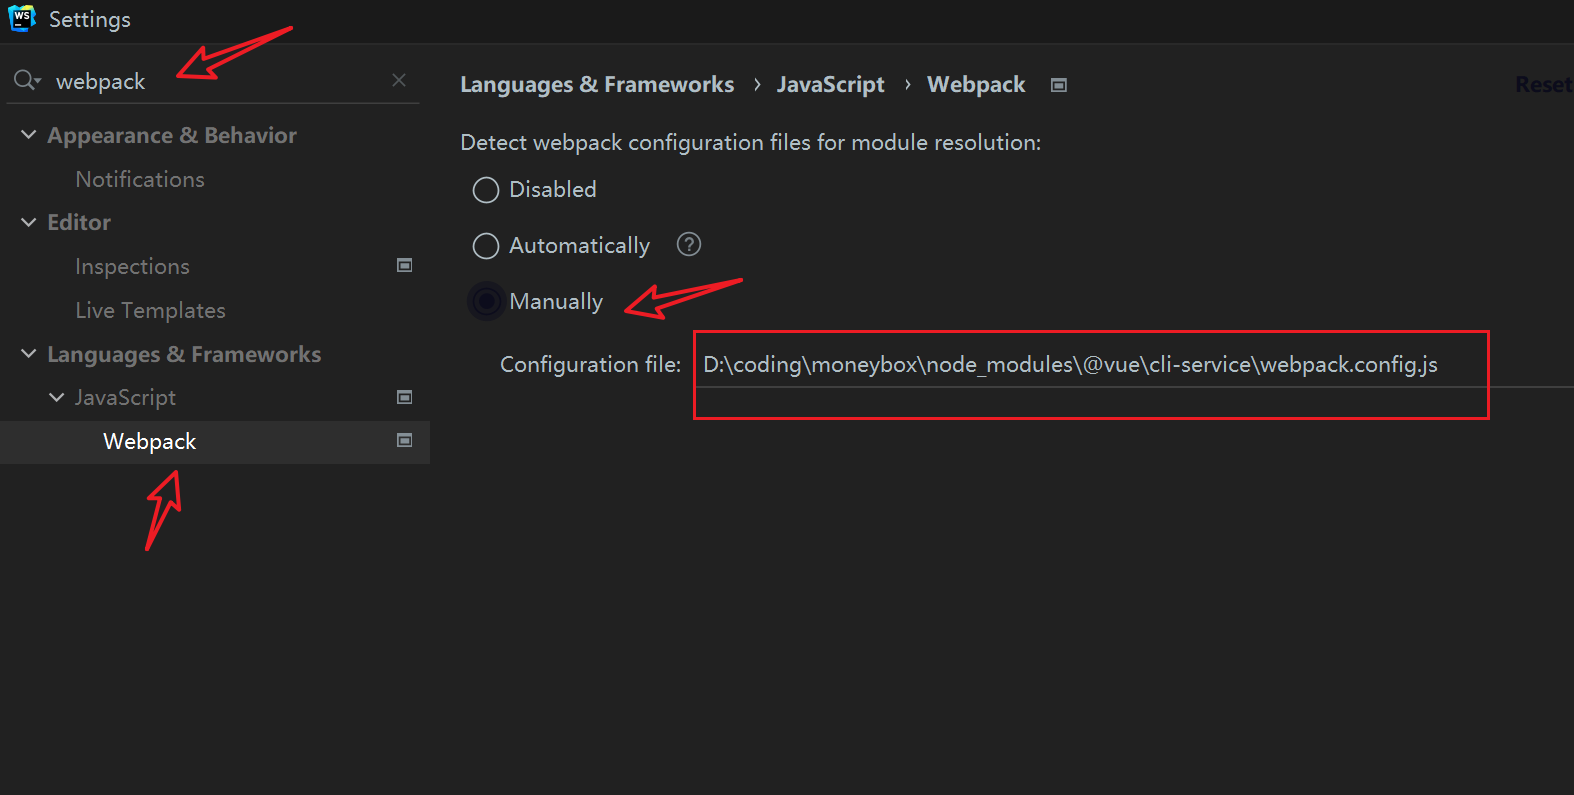 WS
Settings
webpack
Appearance & Behavior
Notifications
Editor
Inspections
Live Templates
Languages & Frameworks
JavaScript
Webpack
Languages & Frameworks › JavaScript › Webpack
Reset
Detect webpack configuration files for module resolution:
Disabled
Automatically ?
Manually
Configuration file: D:\coding\moneybox\node_modules\@vue\cli-service\webpack.config.js